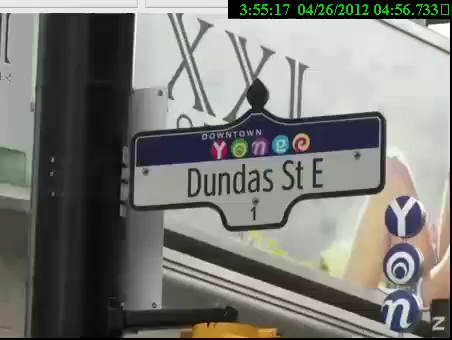 3:55:17 04/26/2012 04:56.733
XXI
DOWNTOWN
Yonge
Dundas St E
1
Y
o
n
z